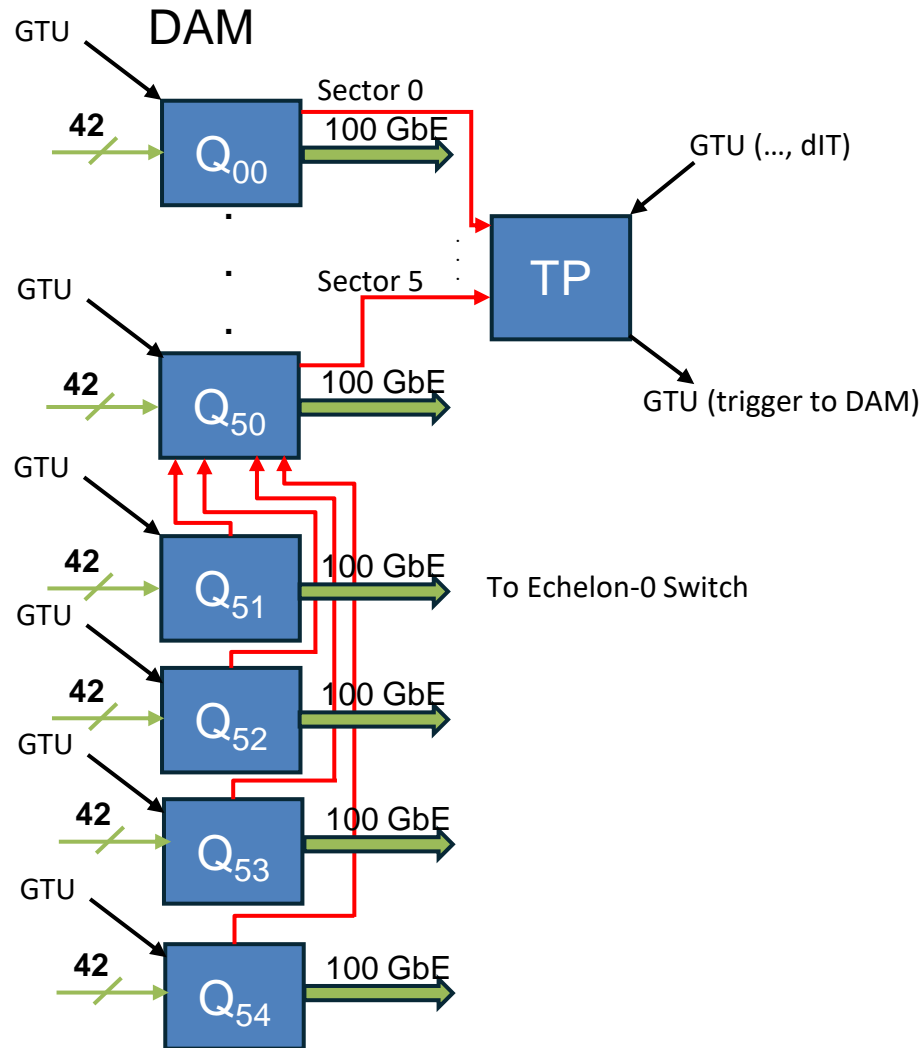 DAM
GTU
Sector 0
42
100 GbE
Q00
GTU (..., dIT)
TP
GTU
Sector 5
42
100 GbE
Q50
GTU (trigger to DAM)
GTU
42
100 GbE
Q51
To Echelon-0 Switch
GTU
42
100 GbE
Q52
GTU
42
100 GbE
Q53
GTU
42
100 GbE
Q54